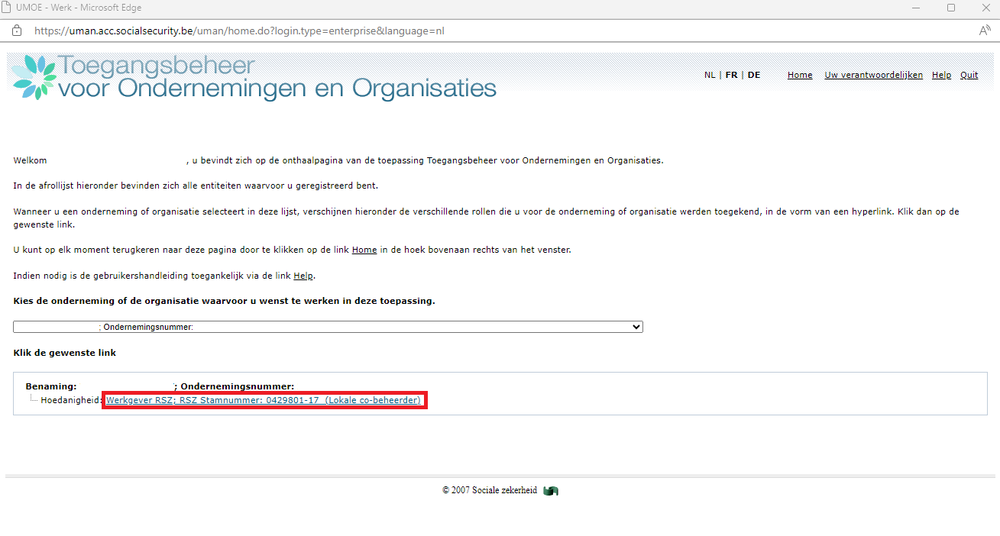 UMOE - Werk - Microsoft Edge
https://uman.acc.socialsecurity.be/uman/home.do?login.type=enterprise&language=nl
Toegangsbeheer
voor Ondernemingen en Organisaties
NL | FR | DE Home Uw verantwoordelijken Help Quit
Welkom , u bevindt zich op de onthaalpagina van de toepassing Toegangsbeheer voor Ondernemingen en Organisaties.
In de afrollijst hieronder bevinden zich alle entiteiten waarvoor u geregistreerd bent.
Wanneer u een onderneming of organisatie selecteert in deze lijst, verschijnen hieronder de verschillende rollen die u voor de onderneming of organisatie werden toegekend, in de vorm van een hyperlink. Klik dan op de
gewenste link.
U kunt op elk moment terugkeren naar deze pagina door te klikken op de link Home in de hoek bovenaan rechts van het venster.
Indien nodig is de gebruikershandleiding toegankelijk via de link Help.
Kies de onderneming of de organisatie waarvoor u wenst te werken in deze toepassing.
; Ondernemingsnummer:
Klik de gewenste link
Benaming: ; Ondernemingsnummer:
Hoedanigheid: Werkgever RSZ; RSZ Stamnummer: 0429801-17 (Lokale co-beheerder)
© 2007 Sociale zekerheid